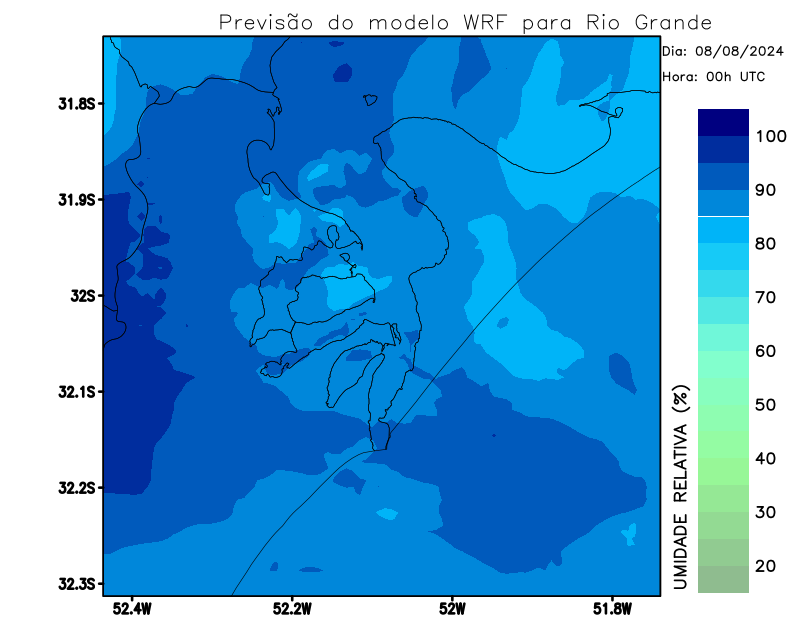 Previsão do modelo WRF para Rio Grande
Dia: 08/08/2024
Hora: 00h UTC
31.8S
31.9S
32S
32.1S
32.2S
32.3S
52.4W
52.2W
52W
51.8W
100
90
80
70
60
50
40
30
20
UMIDADE RELATIVA (%)